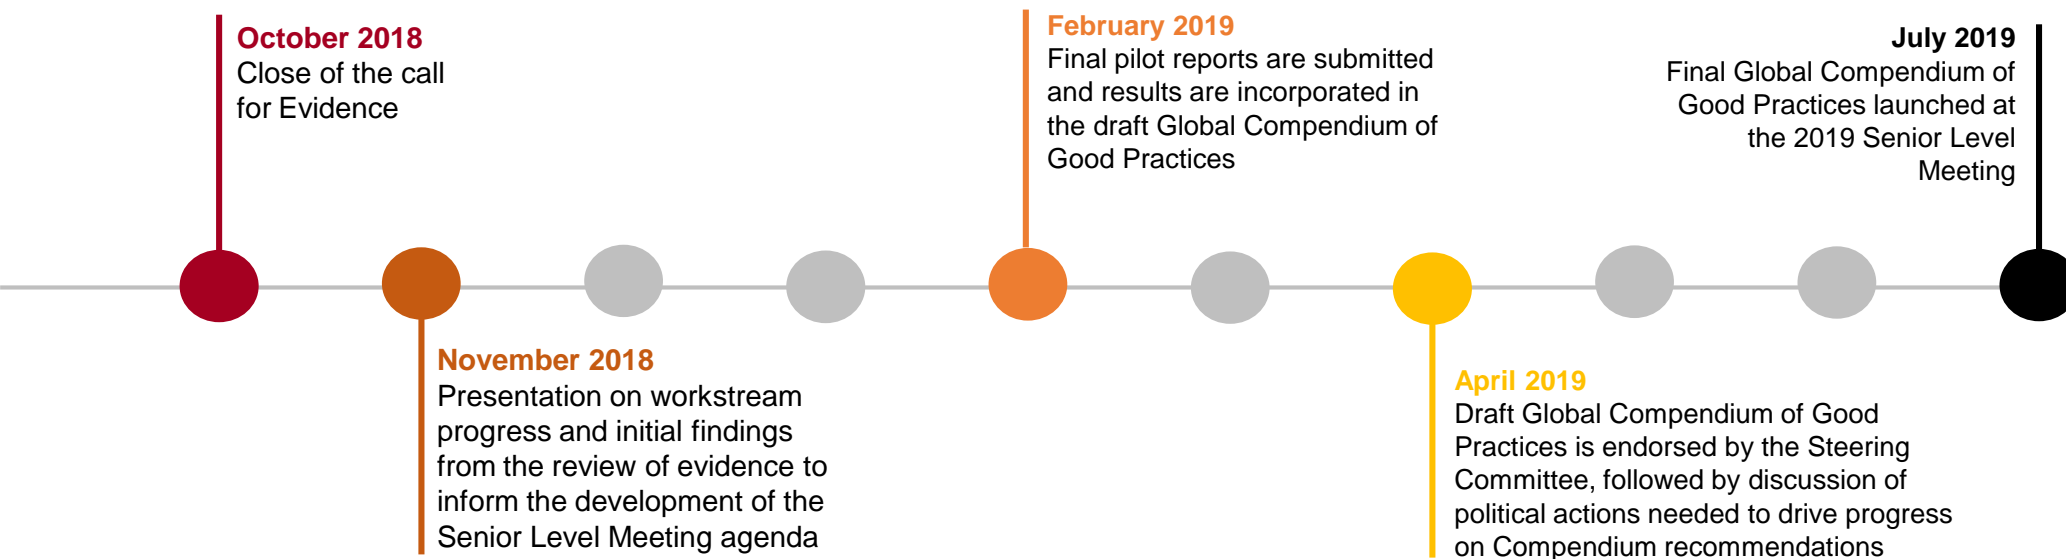 October 2018
Close of the call
for Evidence
November 2018
Presentation on workstream
progress and initial findings
from the review of evidence to
inform the development of the
Senior Level Meeting agenda
February 2019
Final pilot reports are submitted
and results are incorporated in
the draft Global Compendium of
Good Practices
April 2019
Draft Global Compendium of Good
Practices is endorsed by the Steering
Committee, followed by discussion of
political actions needed to drive progress
on Compendium recommendations
July 2019
Final Global Compendium of
Good Practices launched at
the 2019 Senior Level
Meeting